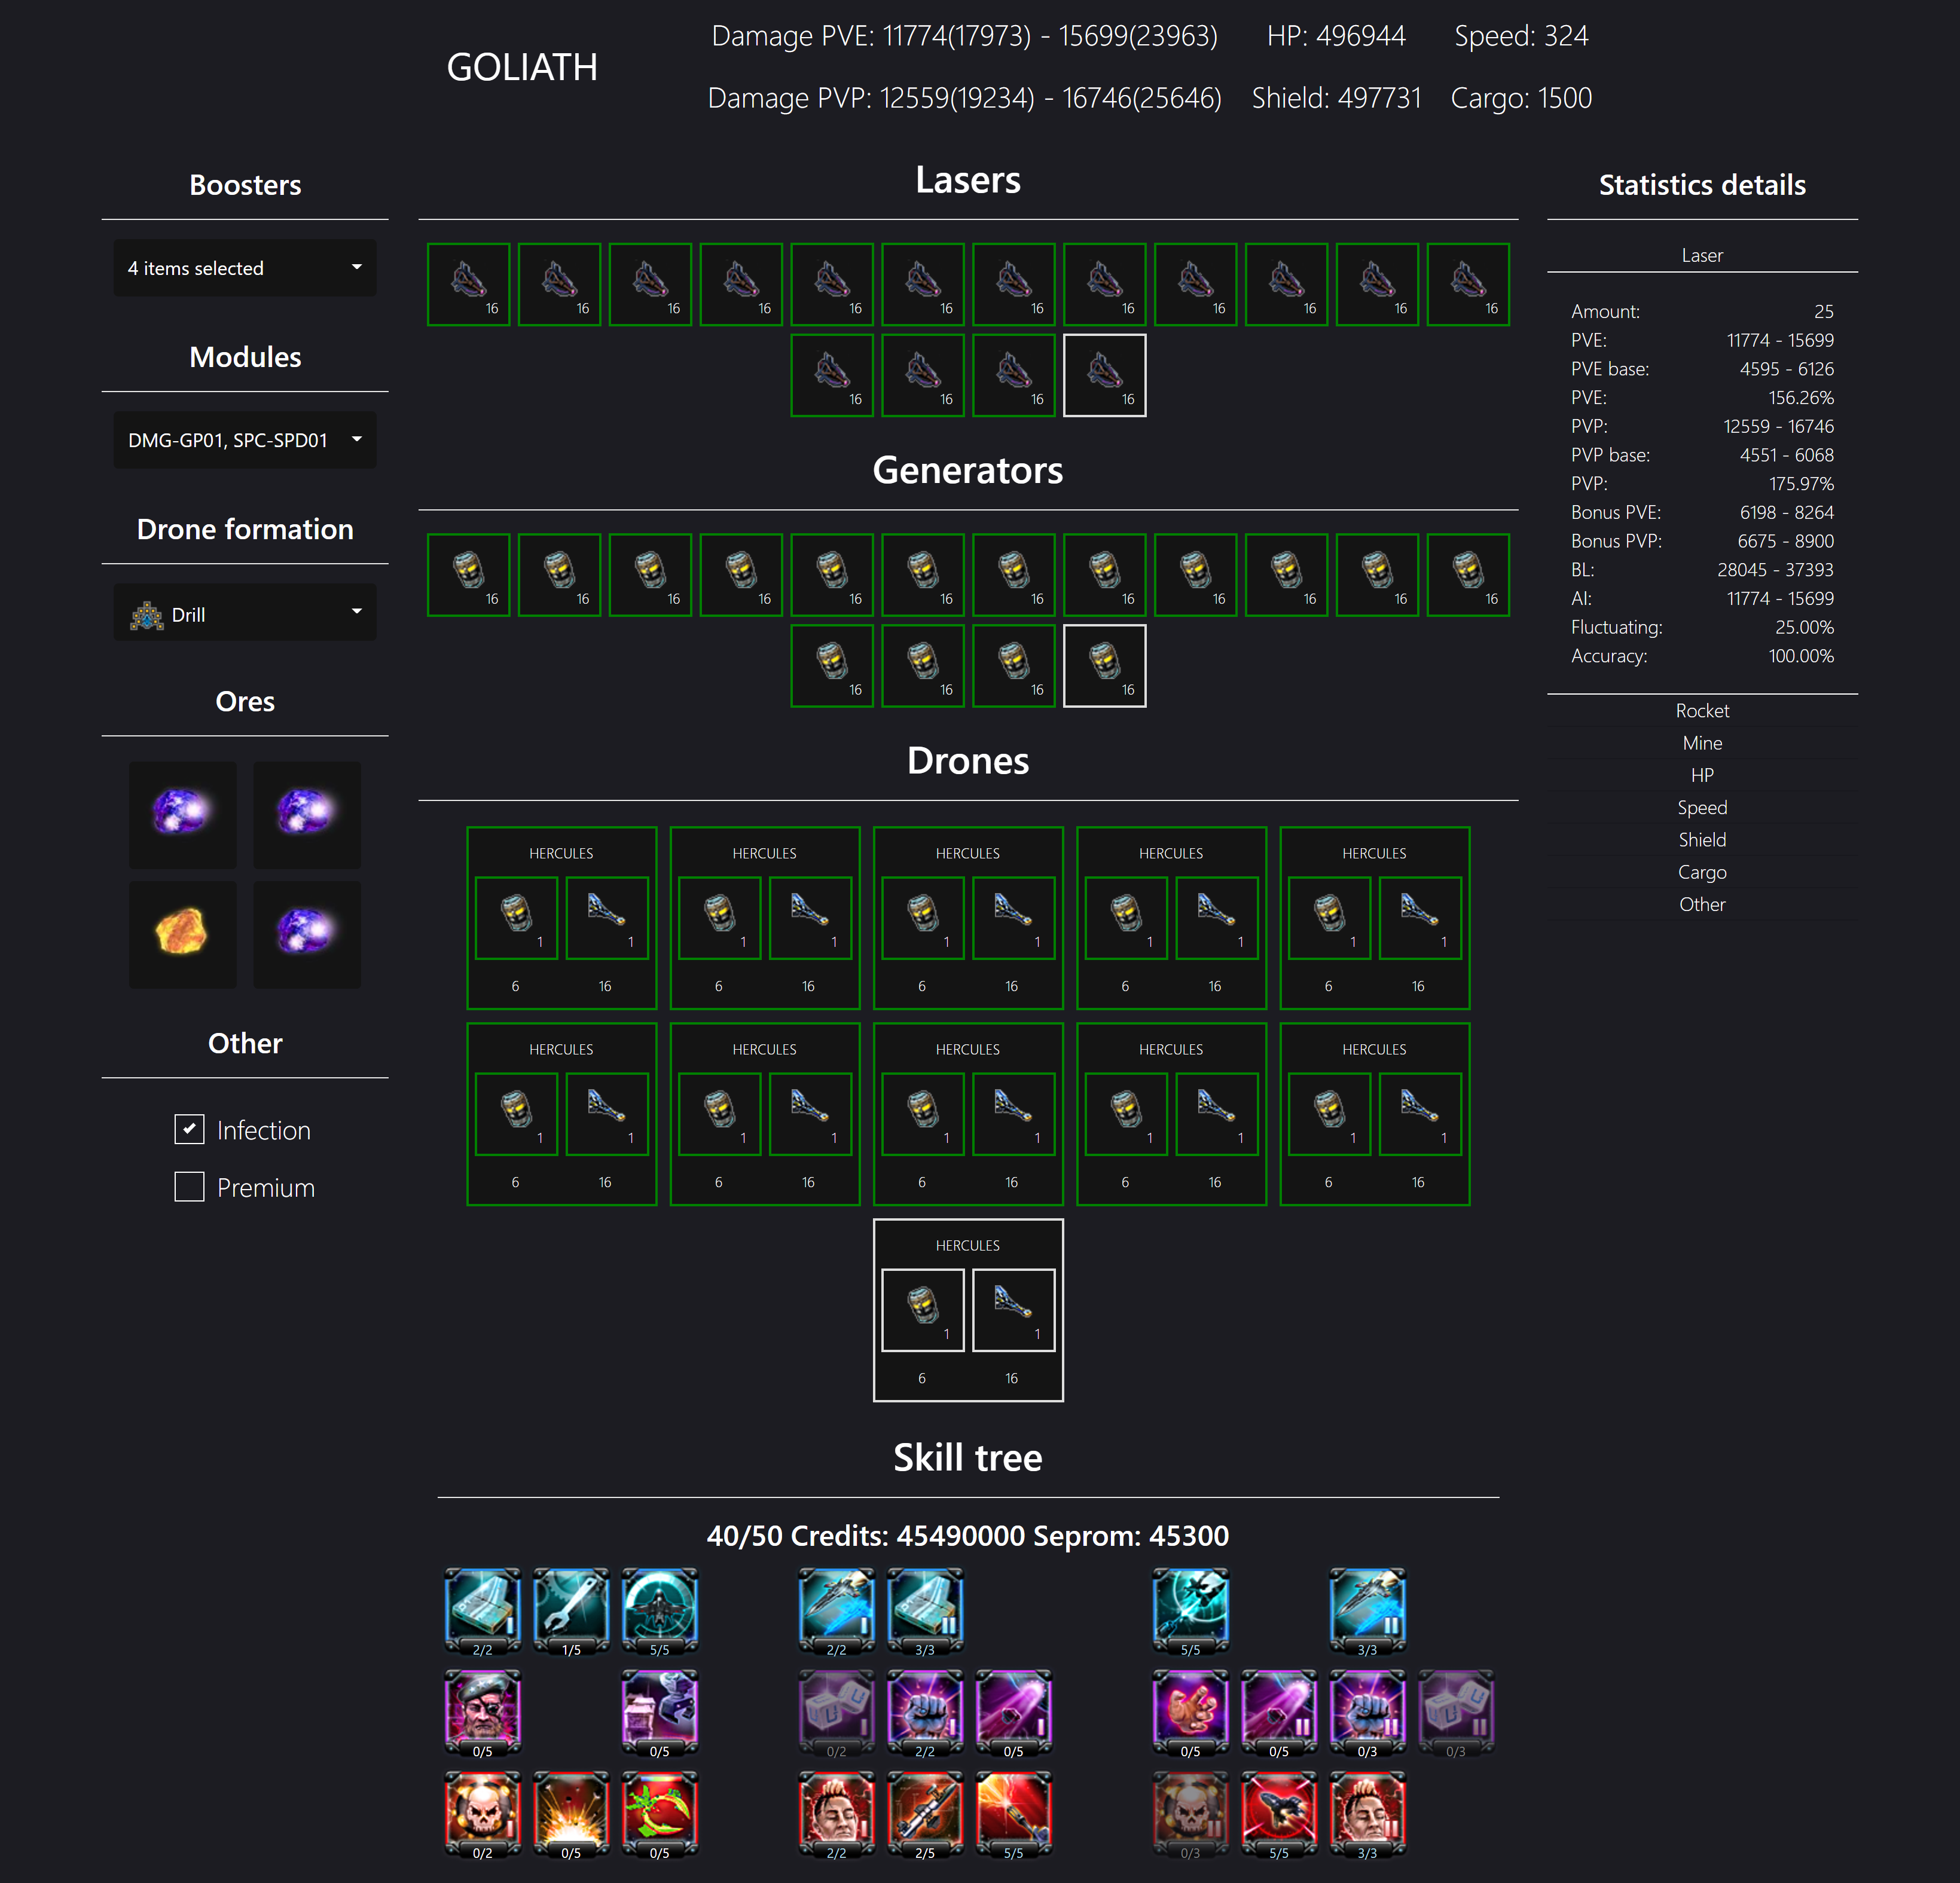 GOLIATH
Damage PVE: 11774(17973) - 15699(23963) HP: 496944 Speed: 324
Damage PVP: 12559(19234) - 16746(25646) Shield: 497731 Cargo: 1500
Boosters
4 items selected
Modules
DMG-GP01, SPC-SPD01
Drone formation
Drill
Ores
Other
Infection
Premium
Lasers
16 16 16 16 16 16 16 16 16 16 16 16
16 16 16 16
Generators
16 16 16 16 16 16 16 16 16 16 16 16
16 16 16 16
Drones
HERCULES HERCULES HERCULES HERCULES HERCULES
1 1 1 1 1 1 1 1 1 1
6 16 6 16 6 16 6 16 6 16
HERCULES HERCULES HERCULES HERCULES HERCULES
1 1 1 1 1 1 1 1 1 1
6 16 6 16 6 16 6 16 6 16
HERCULES
1 1
6 16
Skill tree
40/50 Credits: 45490000 Seprom: 45300
I I II II
2/2 1/5 5/5 2/2 3/3 5/5 3/3
I I I II II II
0/5 0/5 0/2 2/2 0/5 0/5 0/5 0/3 0/3
I I II II
0/2 0/5 0/5 2/2 2/5 5/5 0/3 5/5 3/3
Statistics details
Laser
Amount: 25
PVE: 11774 - 15699
PVE base: 4595 - 6126
PVE: 156.26%
PVP: 12559 - 16746
PVP base: 4551 - 6068
PVP: 175.97%
Bonus PVE: 6198 - 8264
Bonus PVP: 6675 - 8900
BL: 28045 - 37393
AI: 11774 - 15699
Fluctuating: 25.00%
Accuracy: 100.00%
Rocket
Mine
HP
Speed
Shield
Cargo
Other